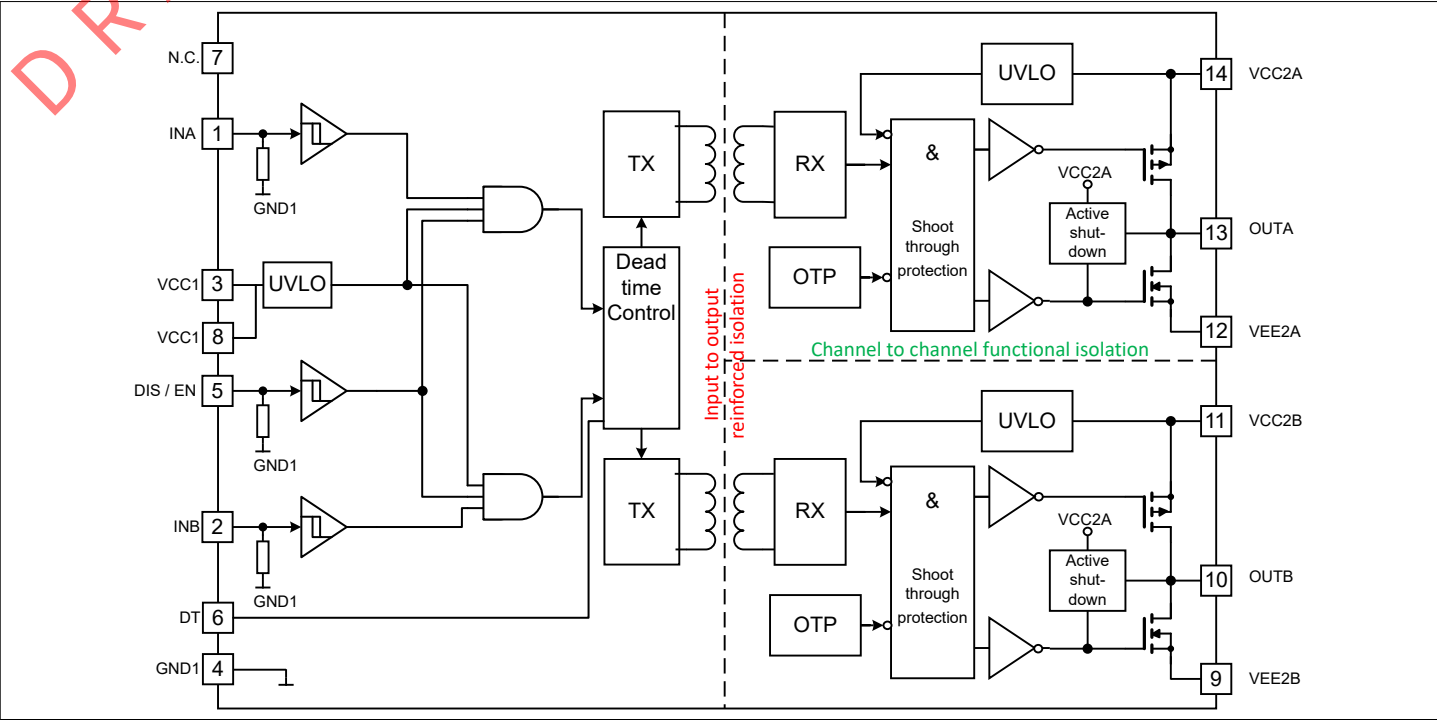 D R
N.C. 7
INA 1
GND1
VCC1 3
UVLO
VCC1 8
DIS / EN 5
GND1
INB 2
GND1
DT 6
GND1 4
TX
Dead
time
Control
TX
Input to output
reinforced isolation
UVLO
14 VCC2A
RX
&
Shoot
through
protection
OTP
VCC2A
Active
shut-
down
13 OUTA
12 VEE2A
Channel to channel functional isolation
UVLO
11 VCC2B
RX
&
Shoot
through
protection
OTP
VCC2A
Active
shut-
down
10 OUTB
9 VEE2B